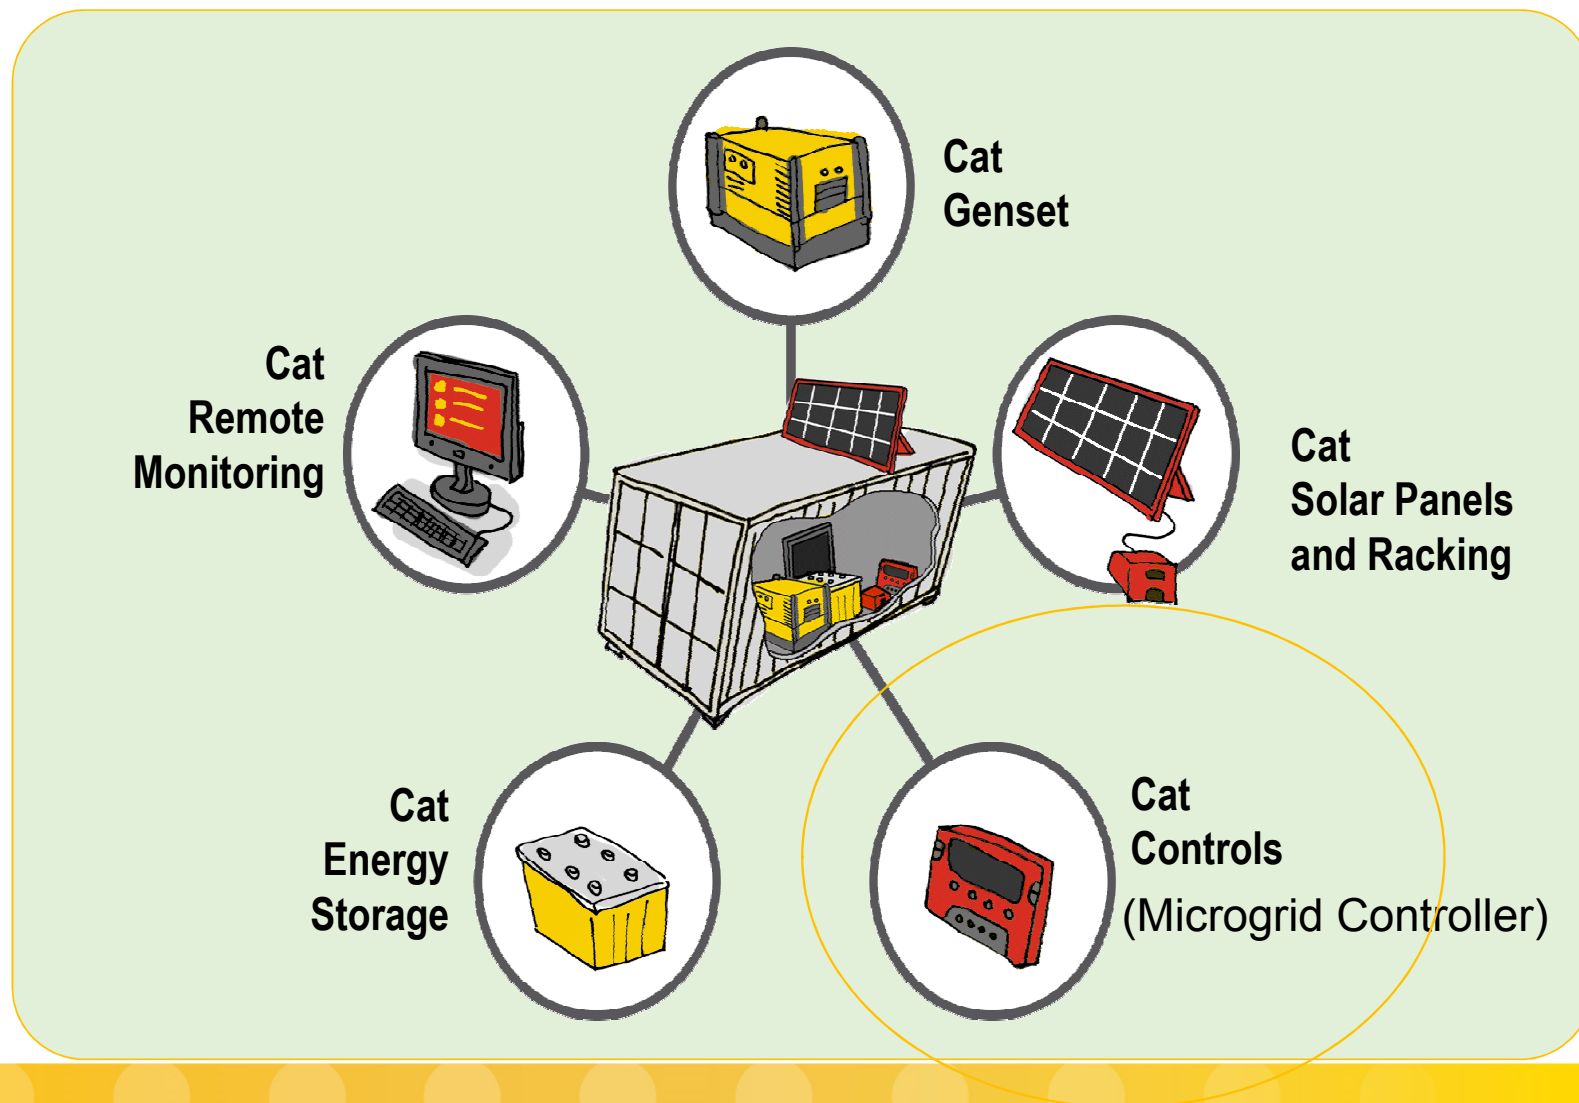 Cat
Genset
Cat
Remote
Monitoring
Cat
Solar Panels
and Racking
Cat
Energy
Storage
Cat
Controls
(Microgrid Controller)